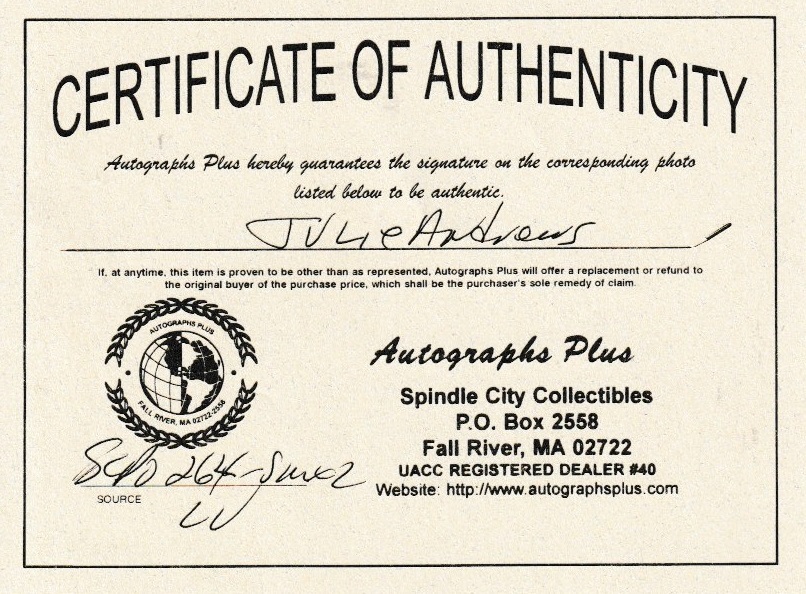 CERTIFICATE OF AUTHENTICITY
Autographs Plus hereby guarantees the signature on the corresponding photo
listed below to be authentic.
Julie Andrews
If, at anytime, this item is proven to be other than as represented, Autographs Plus will offer a replacement or refund to
the original buyer of the purchase price, which shall be the purchaser's sole remedy of claim.
AUTOGRAPHS PLUS
FALL RIVER, MA 02722-2558
Autographs Plus
Spindle City Collectibles
P.O. Box 2558
Fall River, MA 02722
UACC REGISTERED DEALER #40
Website: http://www.autographsplus.com
264
SOURCE